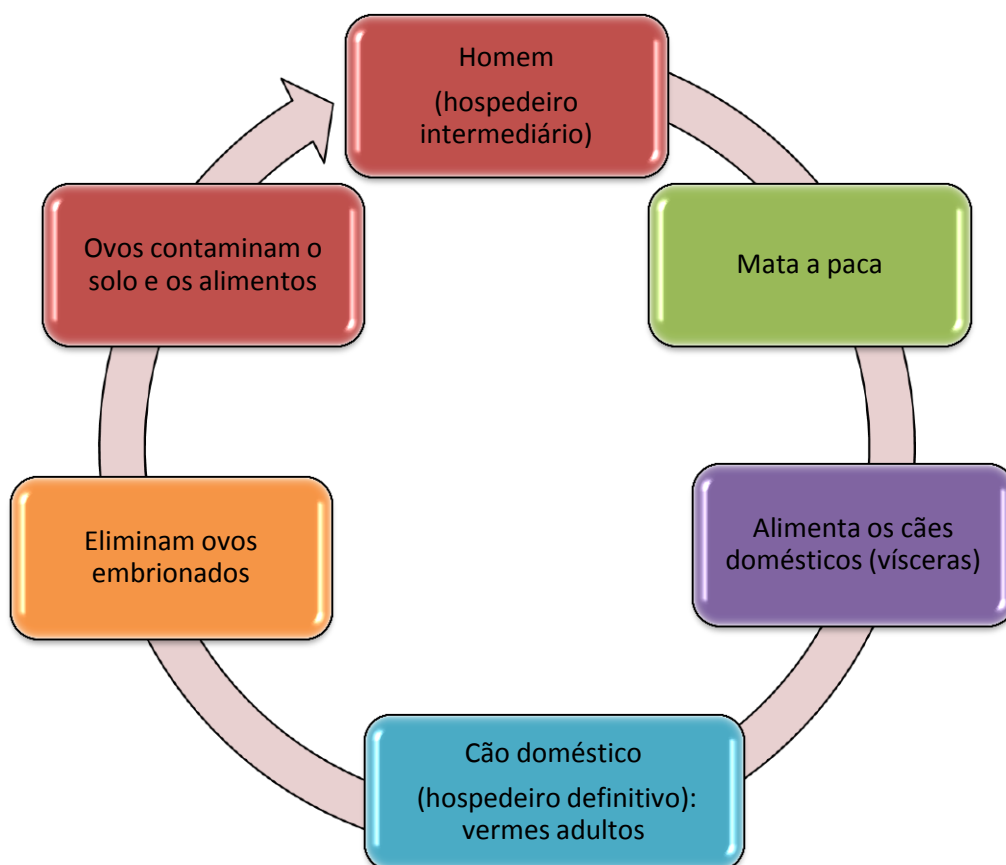 Homem
(hospedeiro
intermediário)
Mata a paca
Alimenta os cães
domésticos (vísceras)
Cão doméstico
(hospedeiro definitivo):
vermes adultos
Eliminam ovos
embrionados
Ovos contaminam o
solo e os alimentos